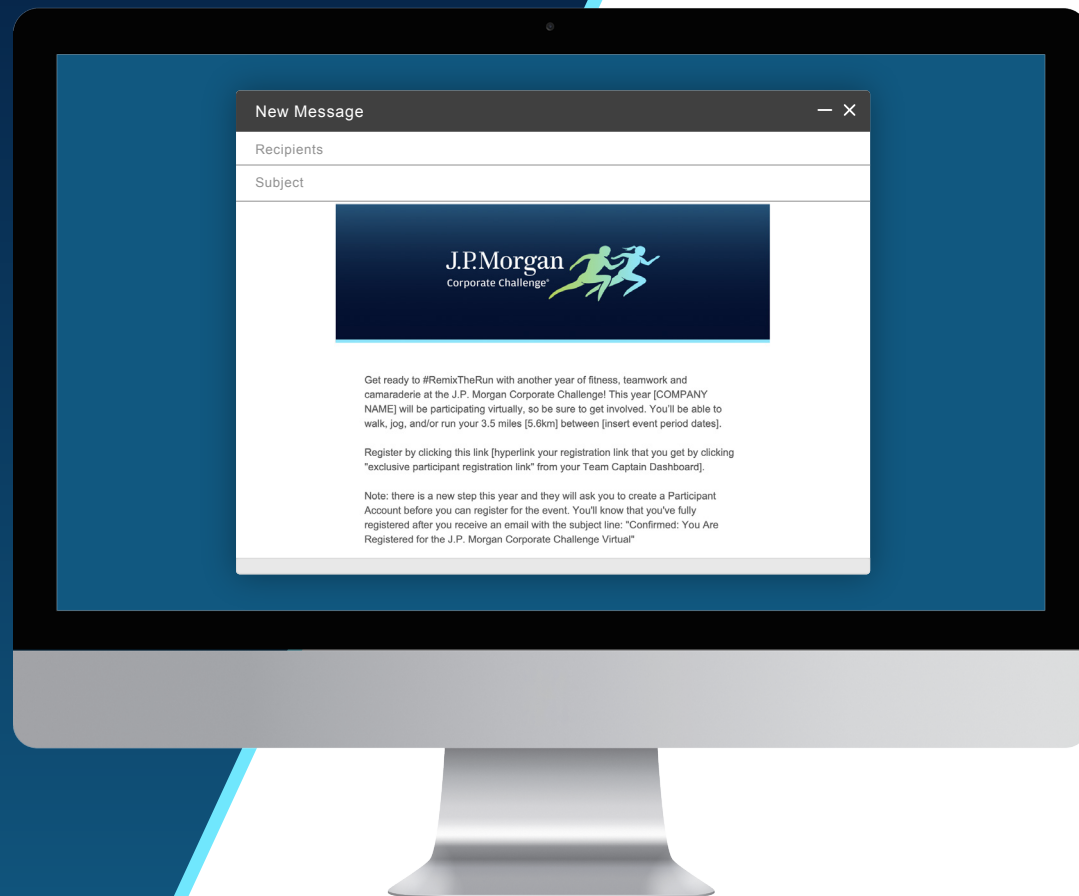 New Message
Recipients
Subject
J.P.Morgan
Corporate Challenge®
Get ready to #RemixTheRun with another year of fitness, teamwork and
camaraderie at the J.P. Morgan Corporate Challenge! This year [COMPANY
NAME] will be participating virtually, so be sure to get involved. You'll be able to
walk, jog, and/or run your 3.5 miles [5.6km] between [insert event period dates].
Register by clicking this link [hyperlink your registration link that you get by clicking
"exclusive participant registration link" from your Team Captain Dashboard].
Note: there is a new step this year and they will ask you to create a Participant
Account before you can register for the event. You'll know that you've fully
registered after you receive an email with the subject line: "Confirmed: You Are
Registered for the J.P. Morgan Corporate Challenge Virtual"